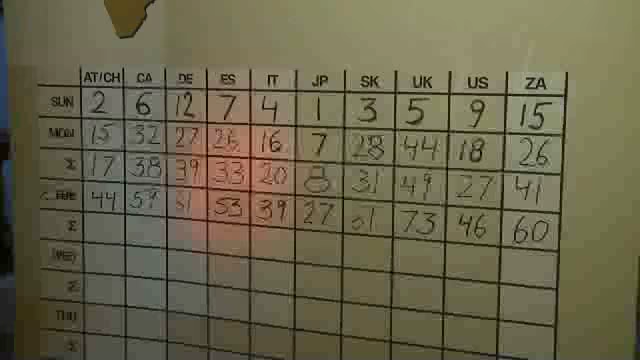 AT/CH CA DE ES IT JP SK UK US ZA
SUN 2 6 12 7 4 1 3 5 9 15
MON 15 32 27 26 16 7 28 44 18 26
Σ 17 38 39 33 20 8 31 49 27 41
TUE 44 57 53 39 27 73 46 60
Σ
WED
Σ
THU
Σ